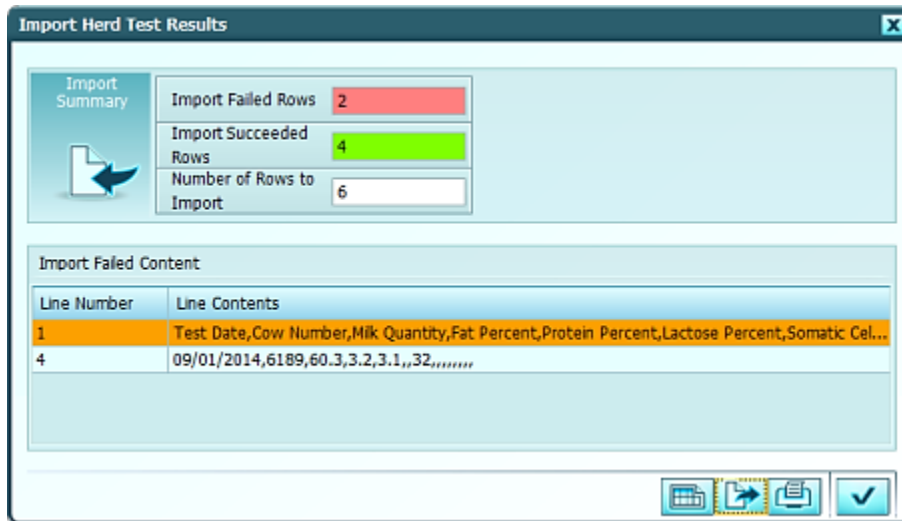 Import Herd Test Results
Import
Summary
Import Failed Rows
2
Import Succeeded
Rows
4
Number of Rows to
Import
6
Import Failed Content
Line Number
Line Contents
1
Test Date,Cow Number,Milk Quantity,Fat Percent,Protein Percent,Lactose Percent,Somatic Cel...
4
09/01/2014,6189,60.3,3.2,3.1,,32,,,,,,,,